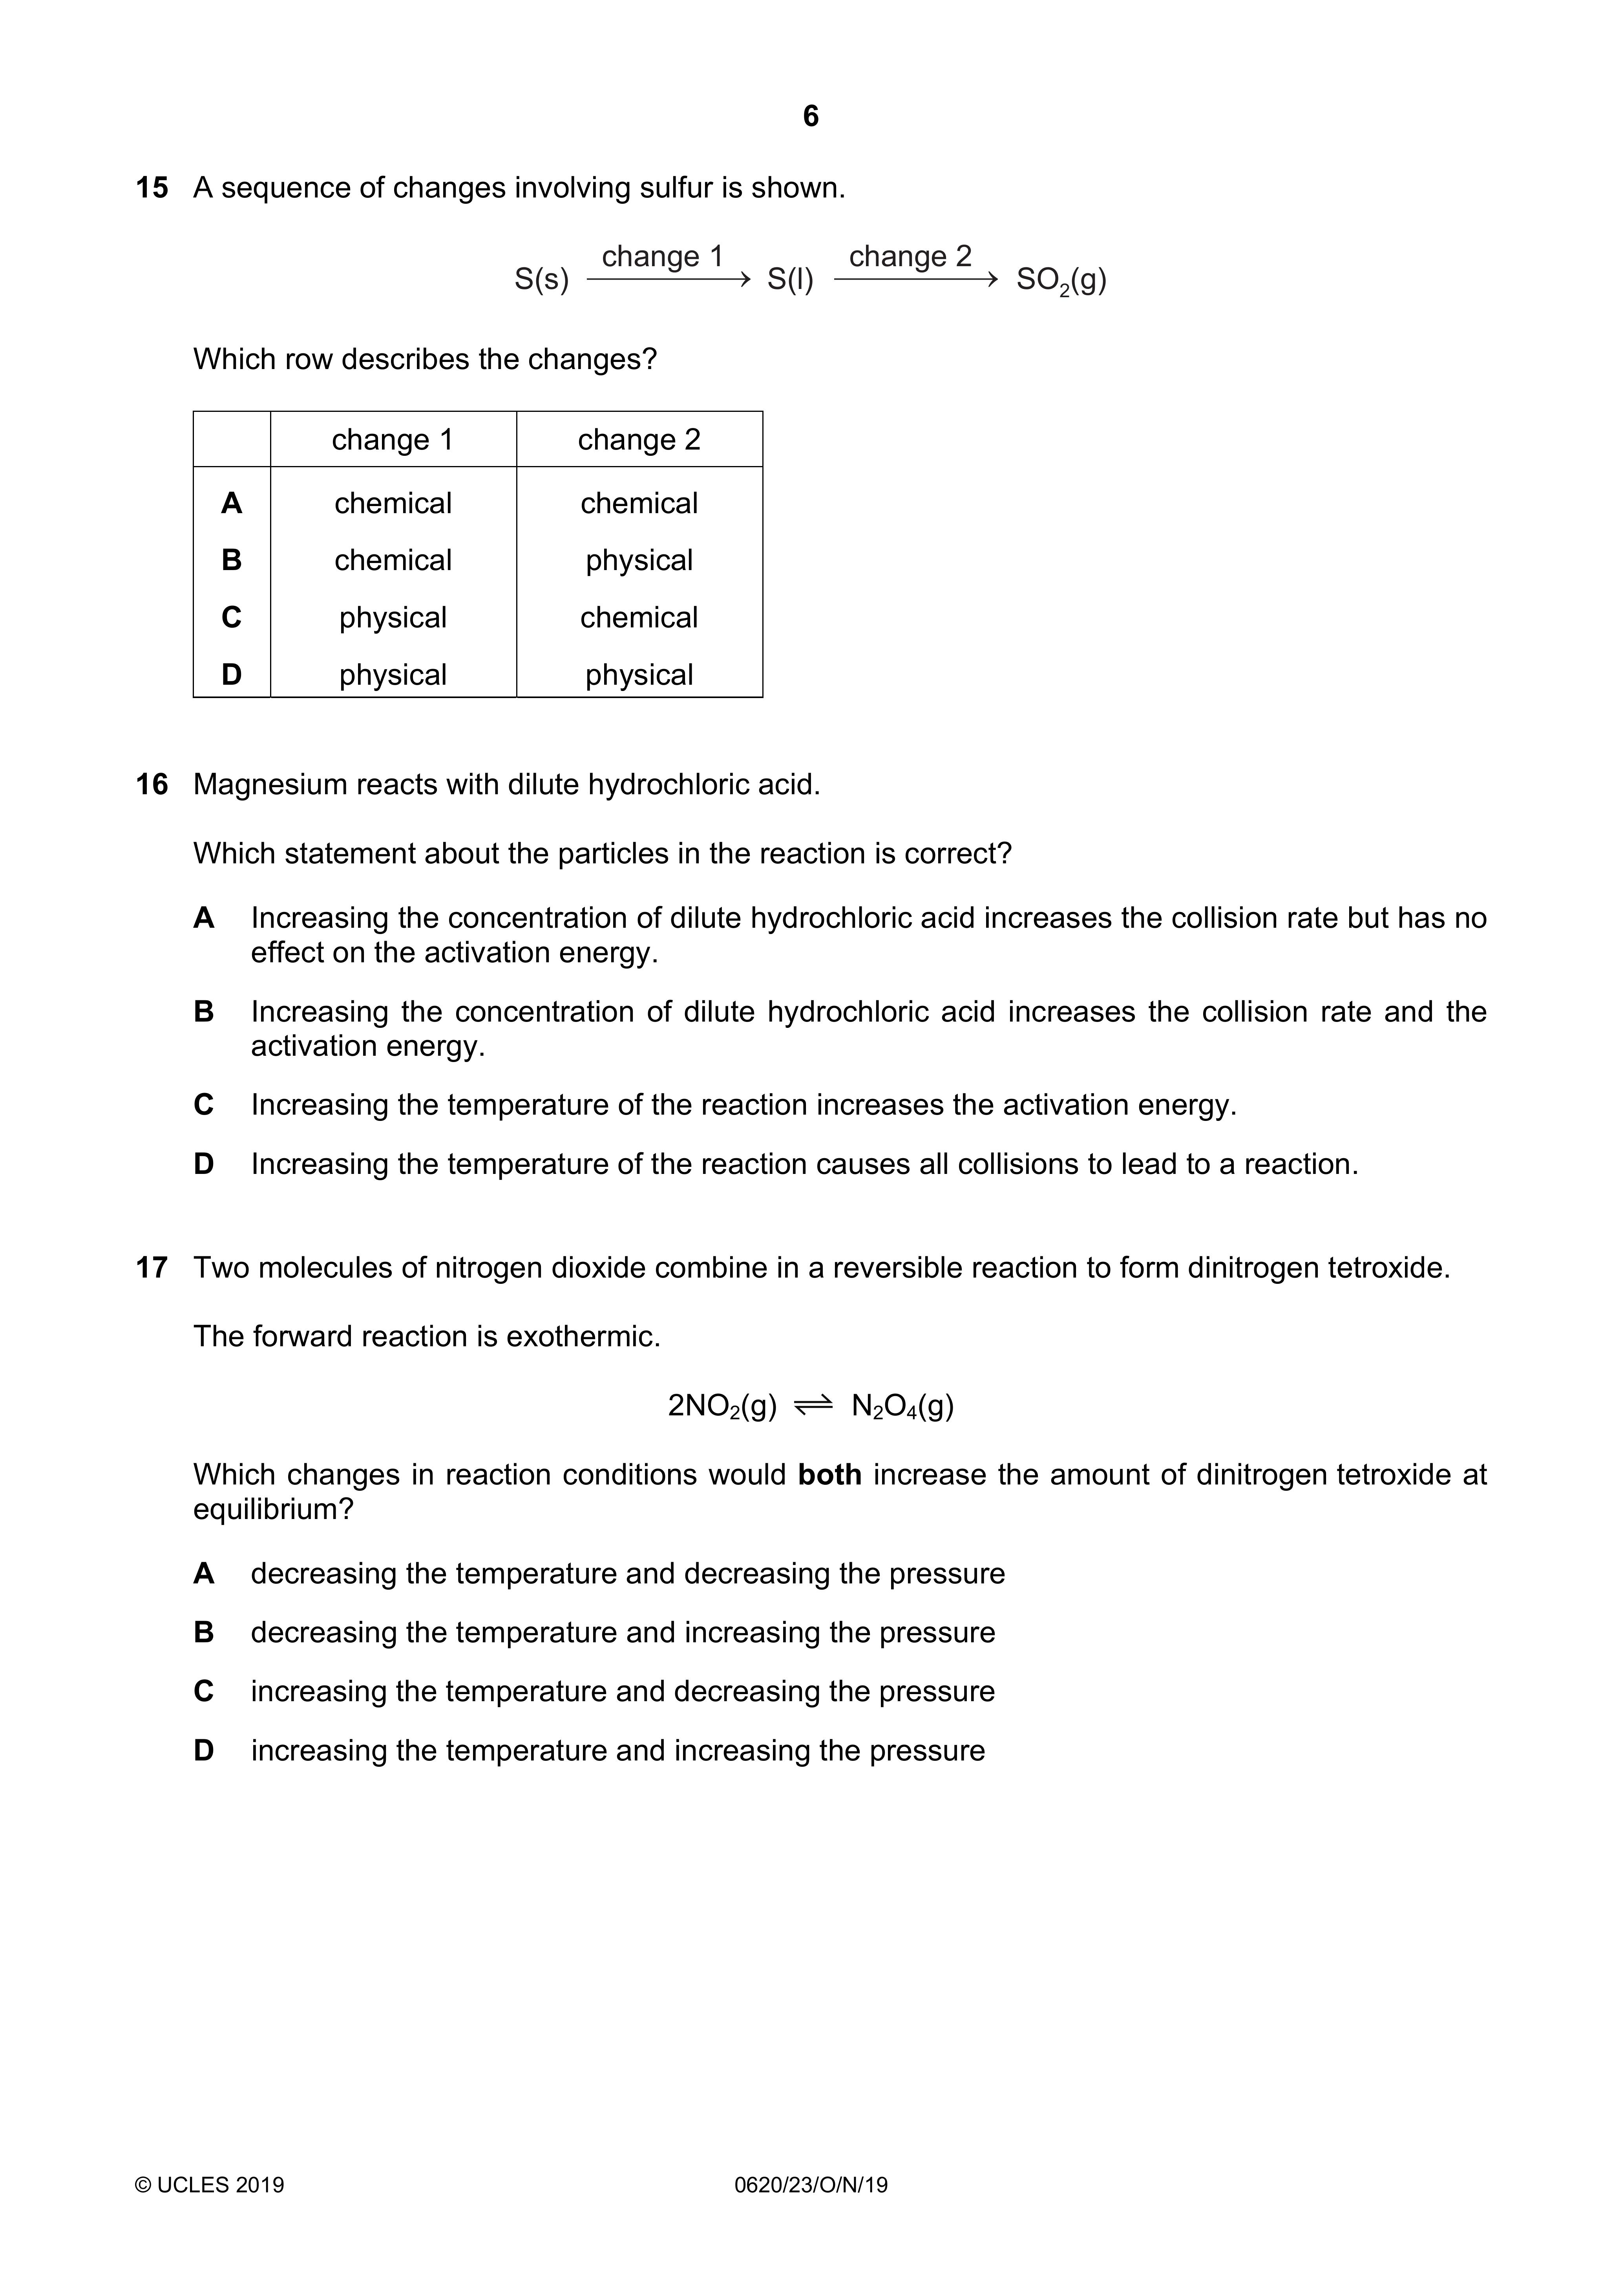 6
15 A sequence of changes involving sulfur is shown.
change 1 change 2
S(s) ⟶ S(l) ⟶ SO₂(g)
Which row describes the changes?
change 1 change 2
A chemical chemical
B chemical physical
C physical chemical
D physical physical
16 Magnesium reacts with dilute hydrochloric acid.
Which statement about the particles in the reaction is correct?
A Increasing the concentration of dilute hydrochloric acid increases the collision rate but has no
effect on the activation energy.
B Increasing the concentration of dilute hydrochloric acid increases the collision rate and the
activation energy.
C Increasing the temperature of the reaction increases the activation energy.
D Increasing the temperature of the reaction causes all collisions to lead to a reaction.
17 Two molecules of nitrogen dioxide combine in a reversible reaction to form dinitrogen tetroxide.
The forward reaction is exothermic.
2NO₂(g) ⇌ N₂O₄(g)
Which changes in reaction conditions would both increase the amount of dinitrogen tetroxide at
equilibrium?
A decreasing the temperature and decreasing the pressure
B decreasing the temperature and increasing the pressure
C increasing the temperature and decreasing the pressure
D increasing the temperature and increasing the pressure
© UCLES 2019 0620/23/O/N/19